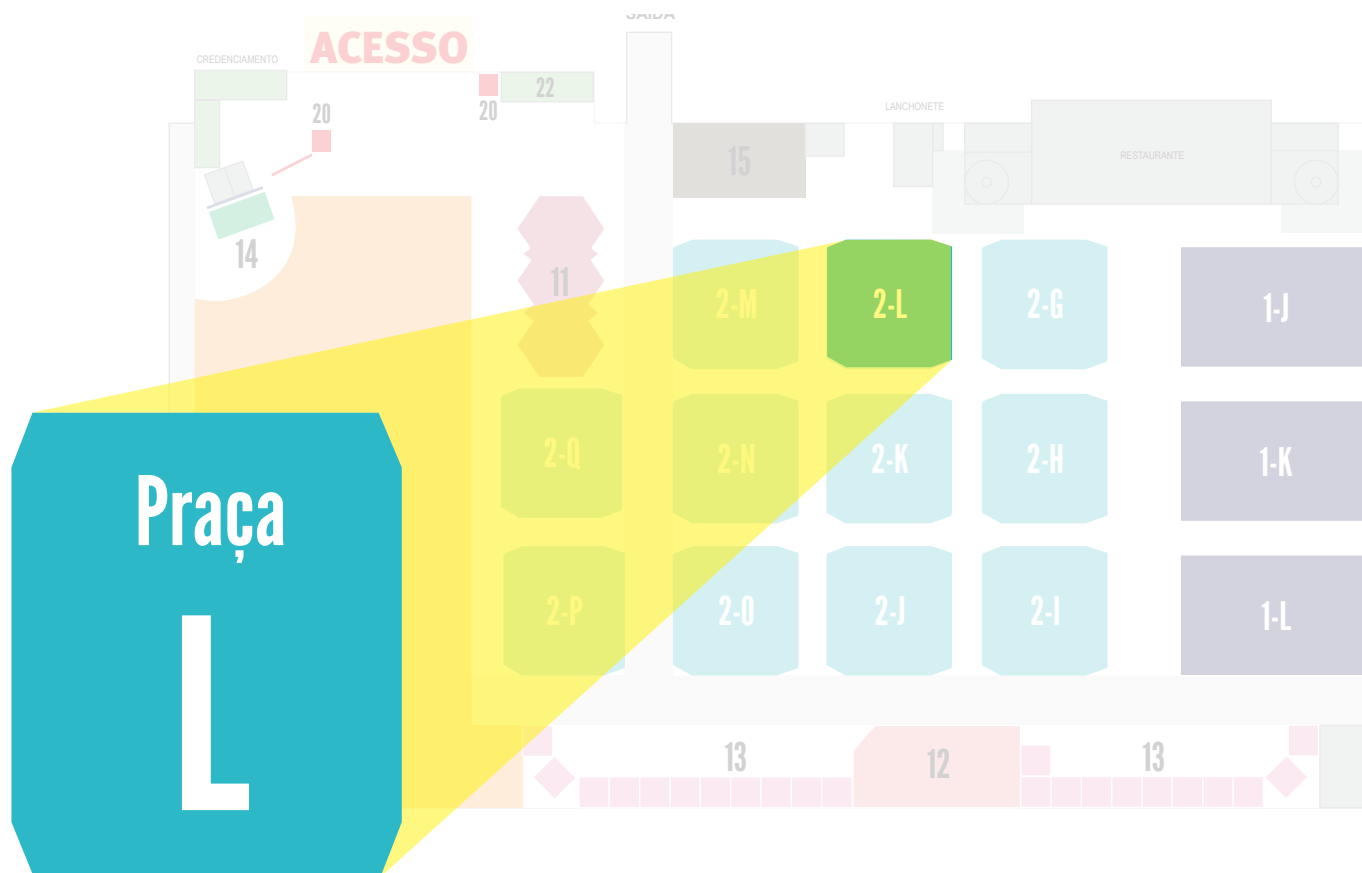 SAÍDA
ACESSO
CREDENCIAMENTO
22
20
20
LANCHONETE
15
RESTAURANTE
14
11
2-M
2-L
2-G
1-J
2-Q
2-N
2-K
2-H
1-K
Praça
L
2-P
2-O
2-J
2-I
1-L
13
12
13